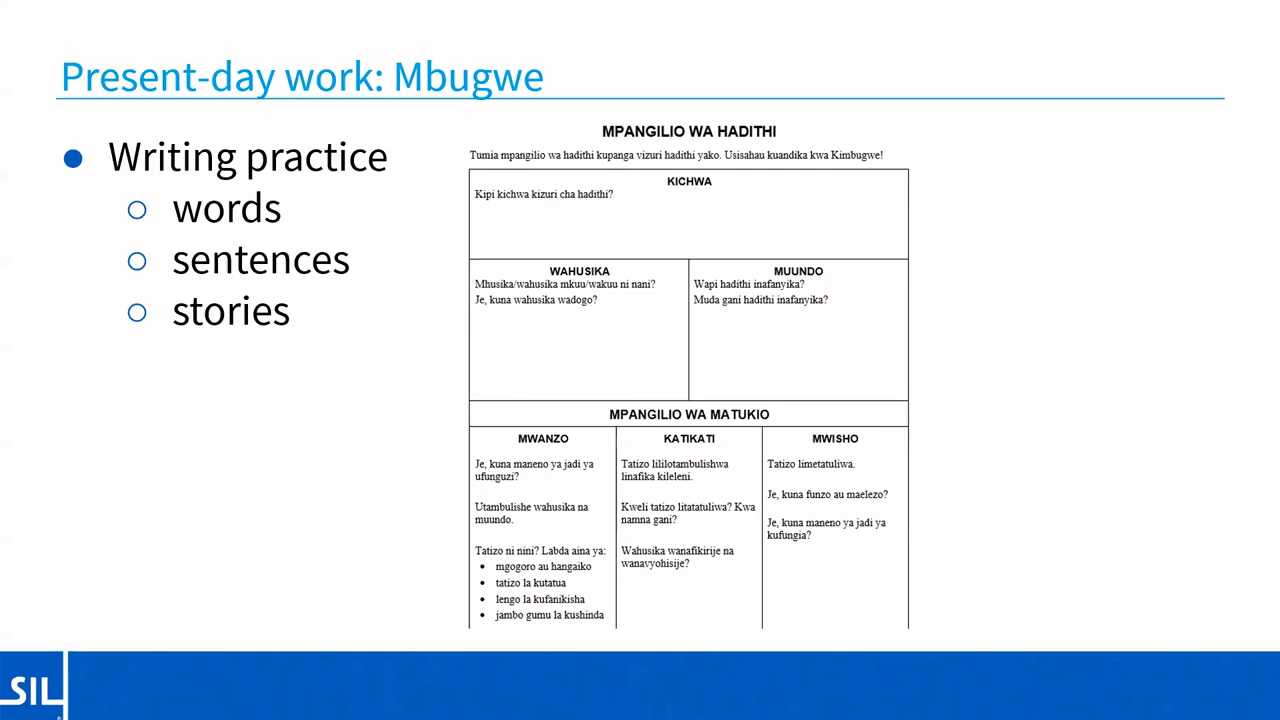 Present-day work: Mbugwe
● Writing practice
○ words
○ sentences
○ stories
MPANGILIO WA HADITHI
Tumia mpangilio wa hadithi kupanga vizuri hadithi yako. Usisahau kuandika kwa Kimbugwe!
KICHWA
Kipi kichwa kizuri cha hadithi?
WAHUSIKA
Mhusika/wahusika mkuu/wakuu ni nani?
Je, kuna wahusika wadogo?
MUUNDO
Wapi hadithi inafanyika?
Muda gani hadithi inafanyika?
MPANGILIO WA MATUKIO
MWANZO
Je, kuna maneno ya jadi ya
ufunguzi?
Utambulishe wahusika na
muundo.
Tatizo ni nini? Labda aina ya:
• mgogoro au hangaiko
• tatizo la kutatua
• lengo la kufanikisha
• jambo gumu la kushinda
KATIKATI
Tatizo lililotambulishwa
linafika kileleni.
Kweli tatizo litatatuliwa? Kwa
namna gani?
Wahusika wanafikirije na
wanavyohisije?
MWISHO
Tatizo limetatuliwa.
Je, kuna funzo au maelezo?
Je, kuna maneno ya jadi ya
kufungia?
SIL